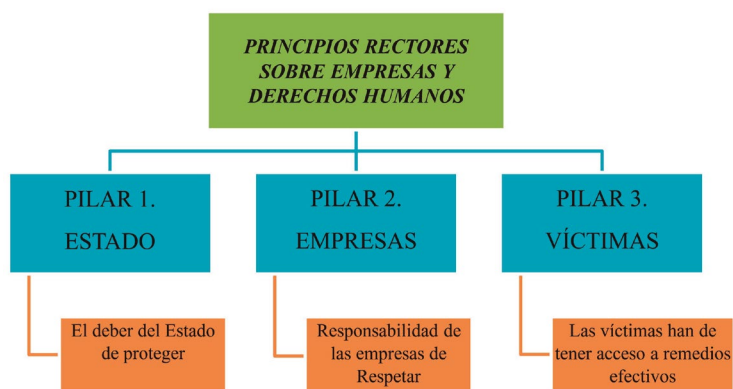 PRINCIPIOS RECTORES
SOBRE EMPRESAS Y
DERECHOS HUMANOS
PILAR 1.
ESTADO
PILAR 2.
EMPRESAS
PILAR 3.
VÍCTIMAS
El deber del Estado
de proteger
Responsabilidad de
las empresas de
Respetar
Las víctimas han de
tener acceso a remedios
efectivos